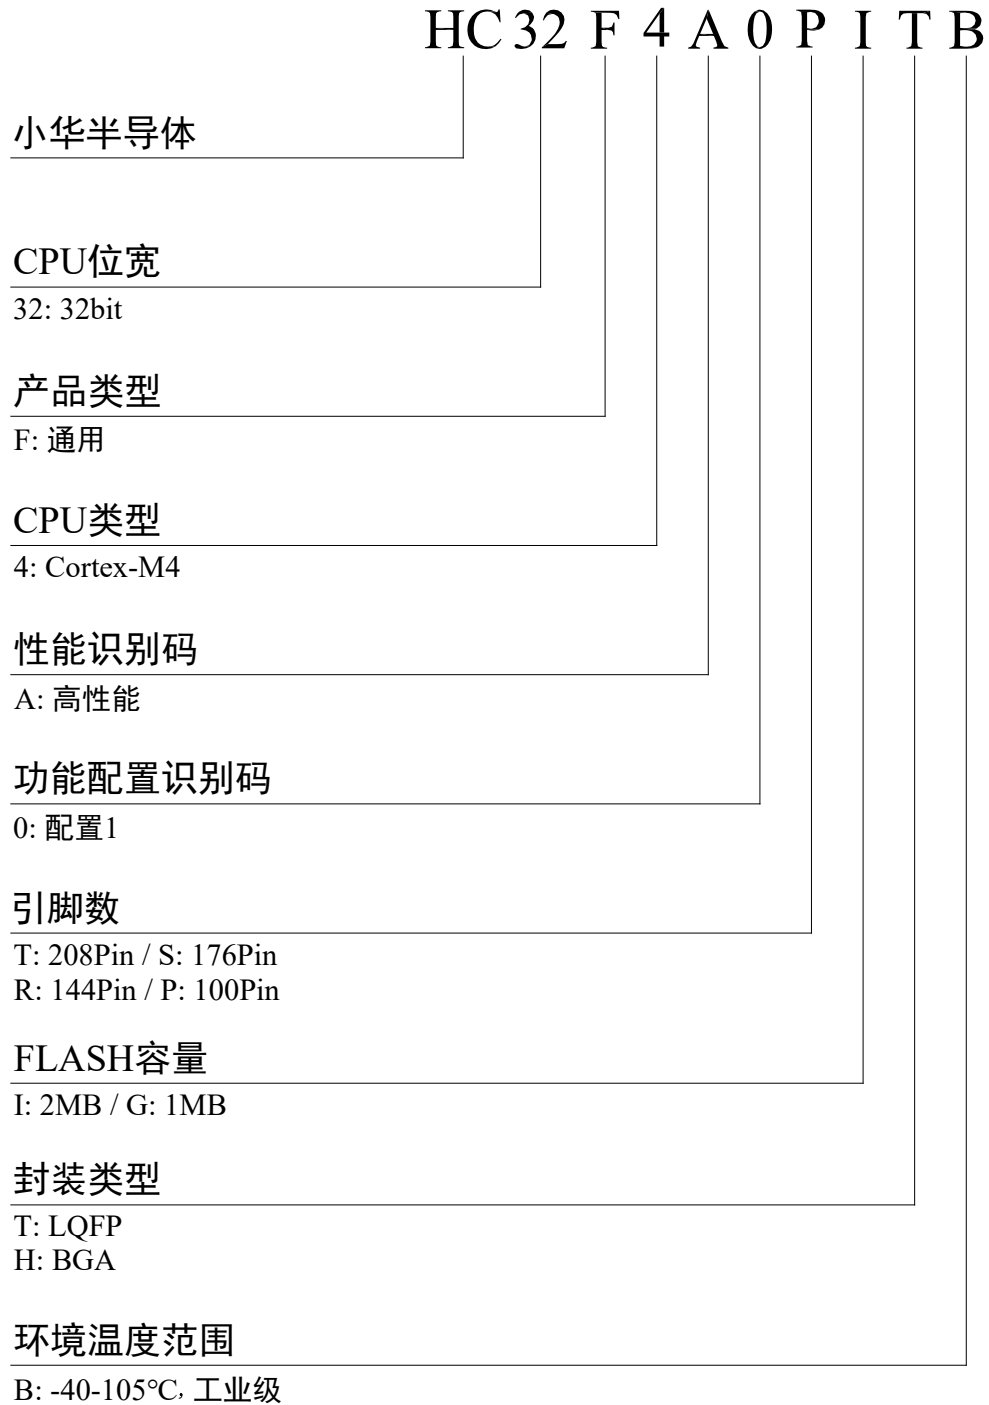 HC32F4A0PITB
小华半导体
CPU位宽
32: 32bit
产品类型
F: 通用
CPU类型
4: Cortex-M4
性能识别码
A: 高性能
功能配置识别码
0: 配置1
引脚数
T: 208Pin / S: 176Pin
R: 144Pin / P: 100Pin
FLASH容量
I: 2MB / G: 1MB
封装类型
T: LQFP
H: BGA
环境温度范围
B: -40-105℃, 工业级